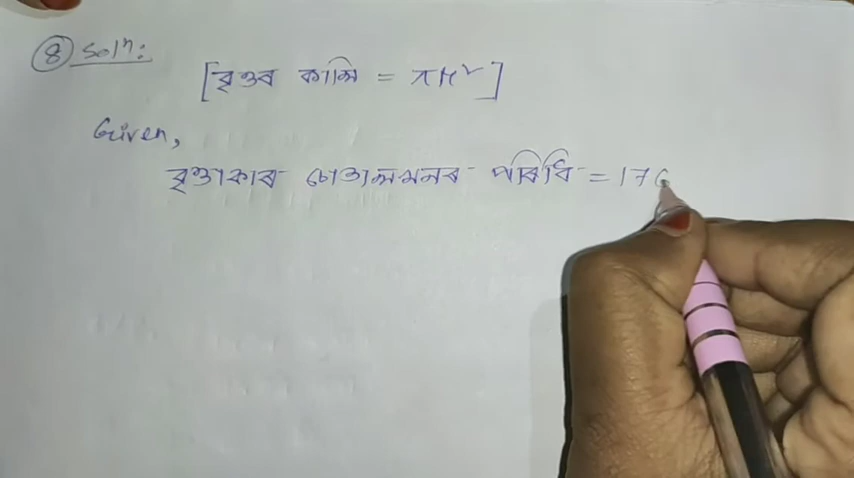 ⑧ Soln:
[বৃত্তৰ কালি = πr²]
Given,
বৃত্তাকাৰ চোতালখনৰ পৰিধি = 176